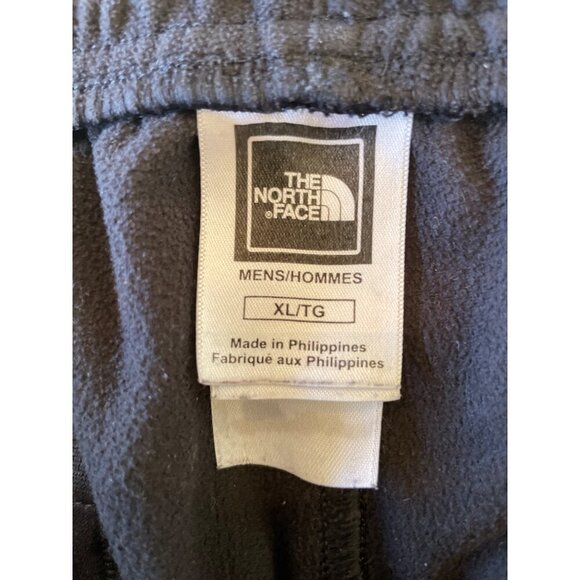 THE
NORTH
®FACE
MENS/HOMMES
XL/TG
Made in Philippines
Fabriqué aux Philippines